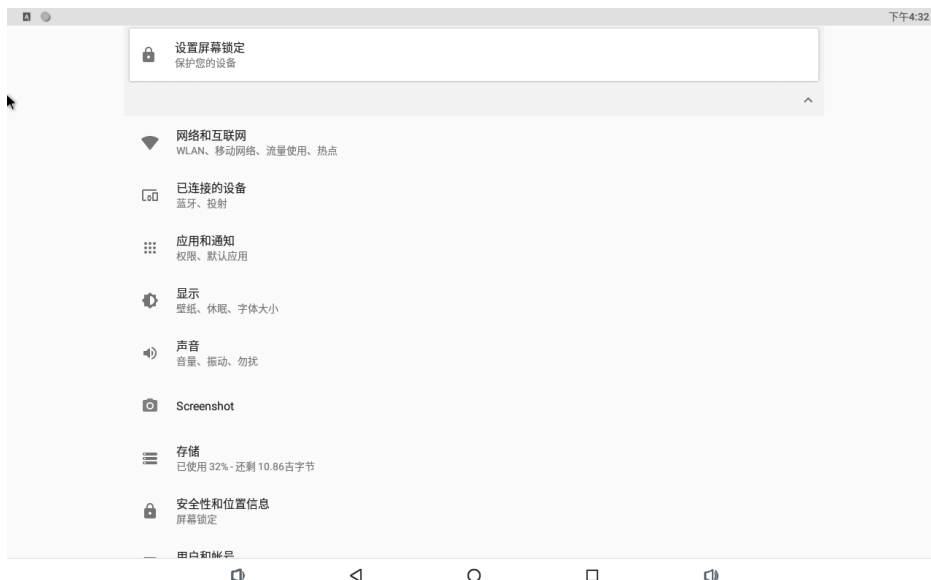 下午4:32
设置屏幕锁定
保护您的设备
网络和互联网
WLAN、移动网络、流量使用、热点
已连接的设备
蓝牙、投射
应用和通知
权限、默认应用
显示
壁纸、休眠、字体大小
声音
音量、振动、勿扰
Screenshot
存储
已使用 32% - 还剩 10.86吉字节
安全性和位置信息
屏幕锁定
用户和帐号